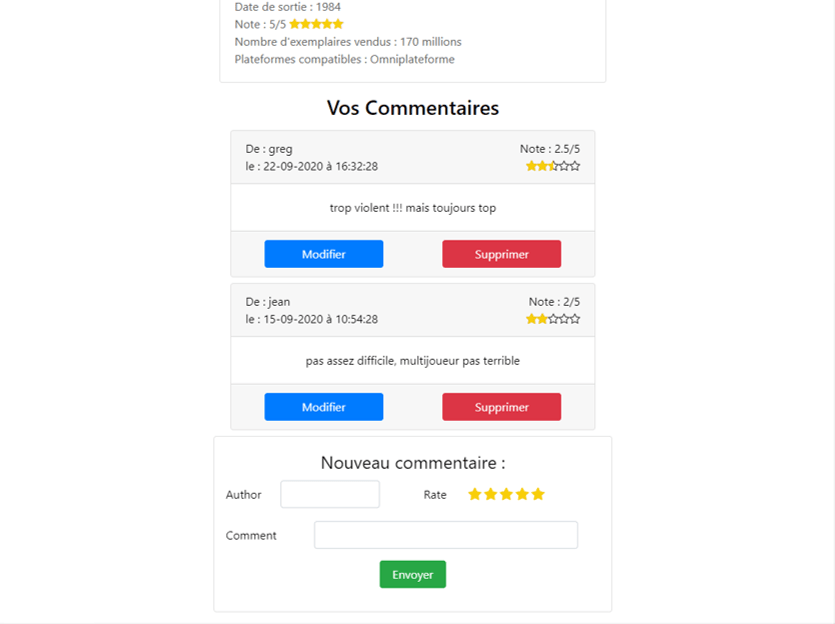 Date de sortie : 1984
Note : 5/5
Nombre d'exemplaires vendus : 170 millions
Plateformes compatibles : Omniplateforme
Vos Commentaires
De : greg Note : 2.5/5
le : 22-09-2020 à 16:32:28
trop violent !!! mais toujours top
Modifier Supprimer
De : jean Note : 2/5
le : 15-09-2020 à 10:54:28
pas assez difficile, multijoueur pas terrible
Modifier Supprimer
Nouveau commentaire :
Author Rate
Comment
Envoyer